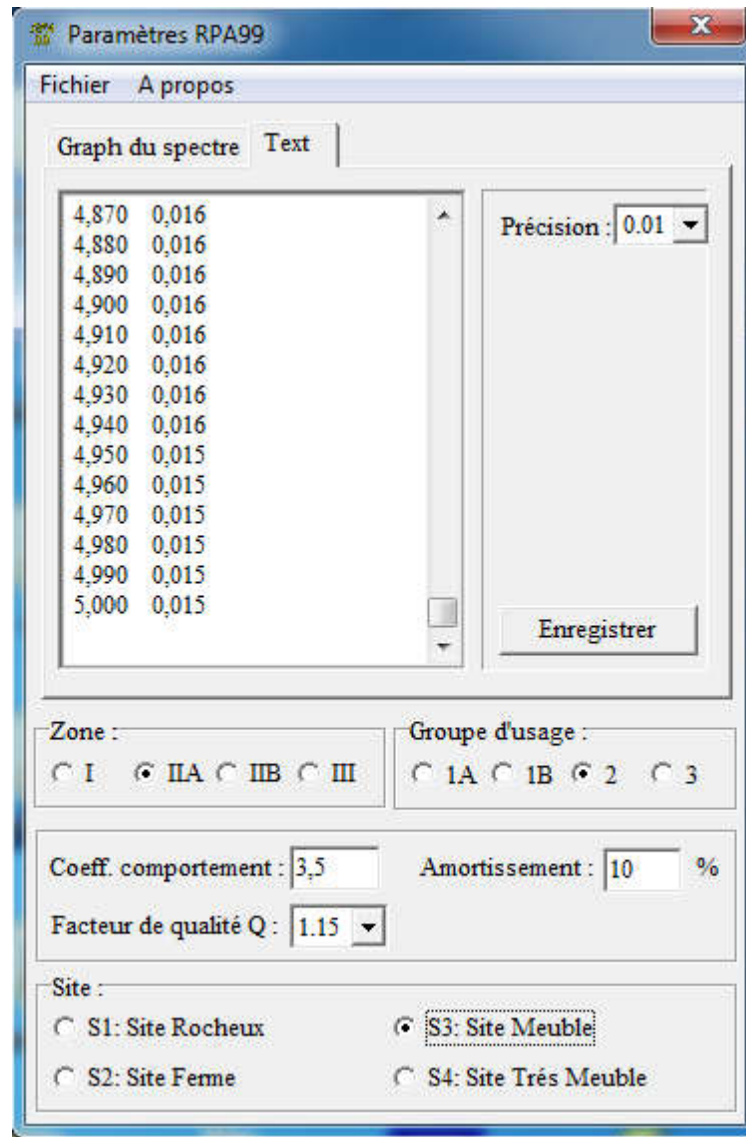 Paramètres RPA99
Fichier A propos
Graph du spectre Text
4,870 0,016
4,880 0,016
4,890 0,016
4,900 0,016
4,910 0,016
4,920 0,016
4,930 0,016
4,940 0,016
4,950 0,015
4,960 0,015
4,970 0,015
4,980 0,015
4,990 0,015
5,000 0,015
Précision : 0.01
Enregistrer
Zone :
I IIA IIB III
Groupe d'usage :
1A 1B 2 3
Coeff. comportement : 3,5 Amortissement : 10 %
Facteur de qualité Q : 1.15
Site :
S1: Site Rocheux S3: Site Meuble
S2: Site Ferme S4: Site Trés Meuble